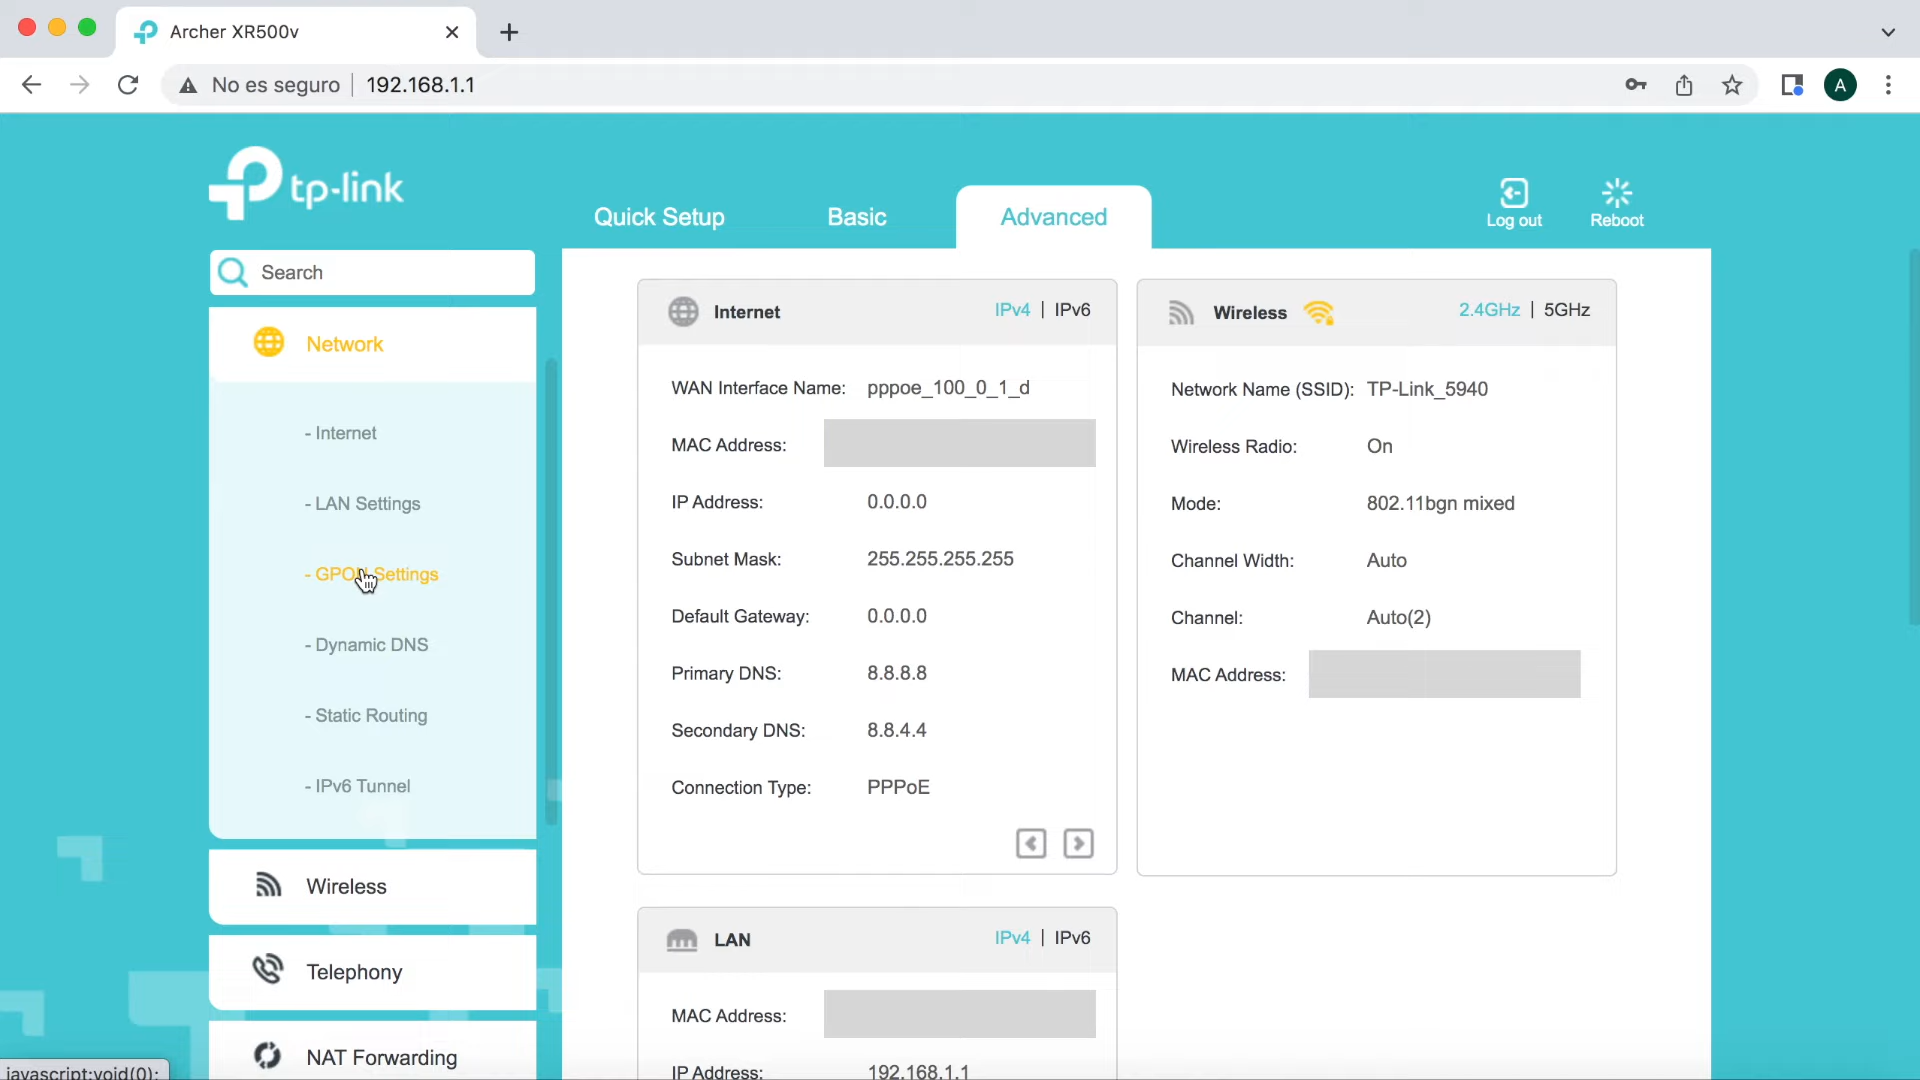 Archer XR500v
No es seguro 192.168.1.1
A
tp-link
Quick Setup
Basic
Advanced
Log out
Reboot
Search
Network
- Internet
- LAN Settings
- GPON Settings
- Dynamic DNS
- Static Routing
- IPv6 Tunnel
Wireless
Telephony
NAT Forwarding
Internet IPv4 | IPv6
WAN Interface Name: pppoe_100_0_1_d
MAC Address:
IP Address: 0.0.0.0
Subnet Mask: 255.255.255.255
Default Gateway: 0.0.0.0
Primary DNS: 8.8.8.8
Secondary DNS: 8.8.4.4
Connection Type: PPPoE
Wireless 2.4GHz | 5GHz
Network Name (SSID): TP-Link_5940
Wireless Radio: On
Mode: 802.11bgn mixed
Channel Width: Auto
Channel: Auto(2)
MAC Address:
LAN IPv4 | IPv6
MAC Address:
IP Address: 192.168.1.1
javascript:void(0);